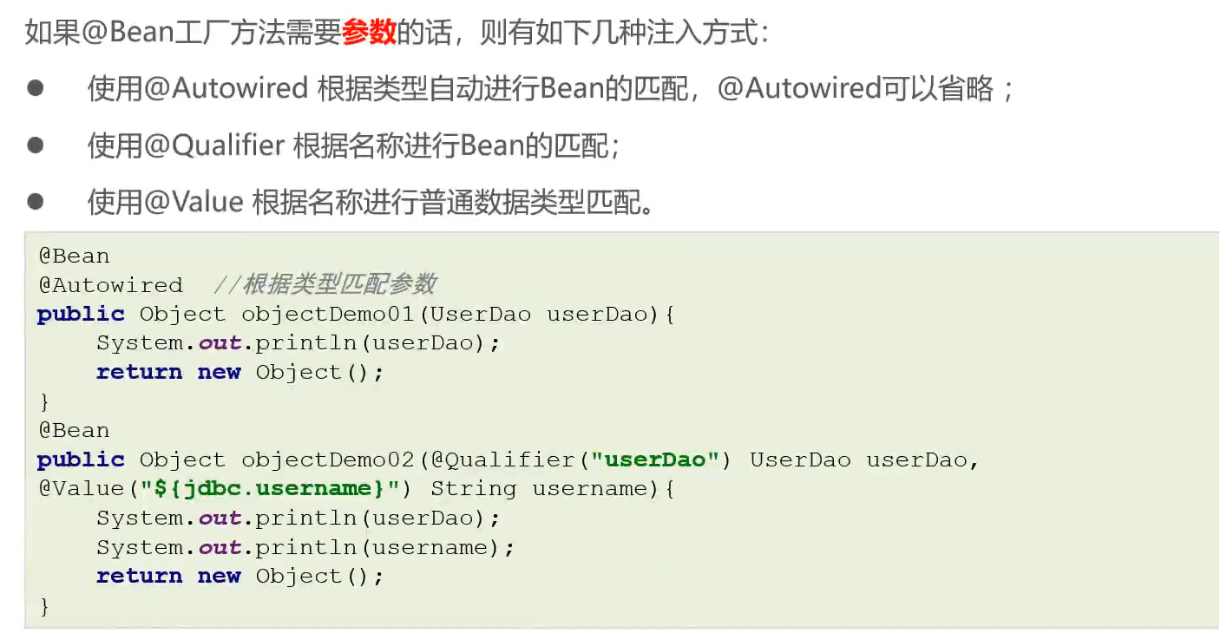 如果@Bean工厂方法需要参数的话，则有如下几种注入方式：
● 使用@Autowired 根据类型自动进行Bean的匹配，@Autowired可以省略 ；
● 使用@Qualifier 根据名称进行Bean的匹配；
● 使用@Value 根据名称进行普通数据类型匹配。
@Bean
@Autowired  //根据类型匹配参数
public Object objectDemo01(UserDao userDao){
    System.out.println(userDao);
    return new Object();
}
@Bean
public Object objectDemo02(@Qualifier("userDao") UserDao userDao,
@Value("${jdbc.username}") String username){
    System.out.println(userDao);
    System.out.println(username);
    return new Object();
}